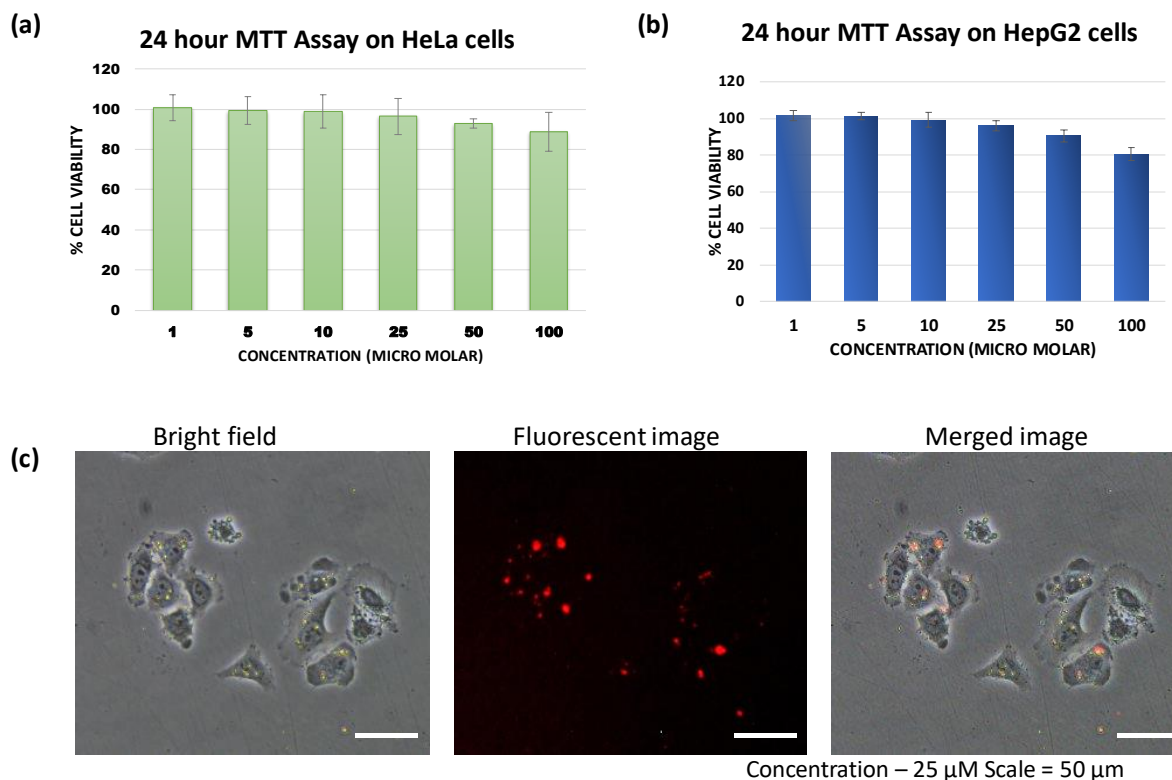 (a)
24 hour MTT Assay on HeLa cells
120
100
80
60
40
20
0
% CELL VIABILITY
1 5 10 25 50 100
CONCENTRATION (MICRO MOLAR)
(b)
24 hour MTT Assay on HepG2 cells
120
100
80
60
40
20
0
% CELL VIABILITY
1 5 10 25 50 100
CONCENTRATION (MICRO MOLAR)
(c)
Bright field Fluorescent image Merged image
Concentration – 25 µM Scale = 50 µm